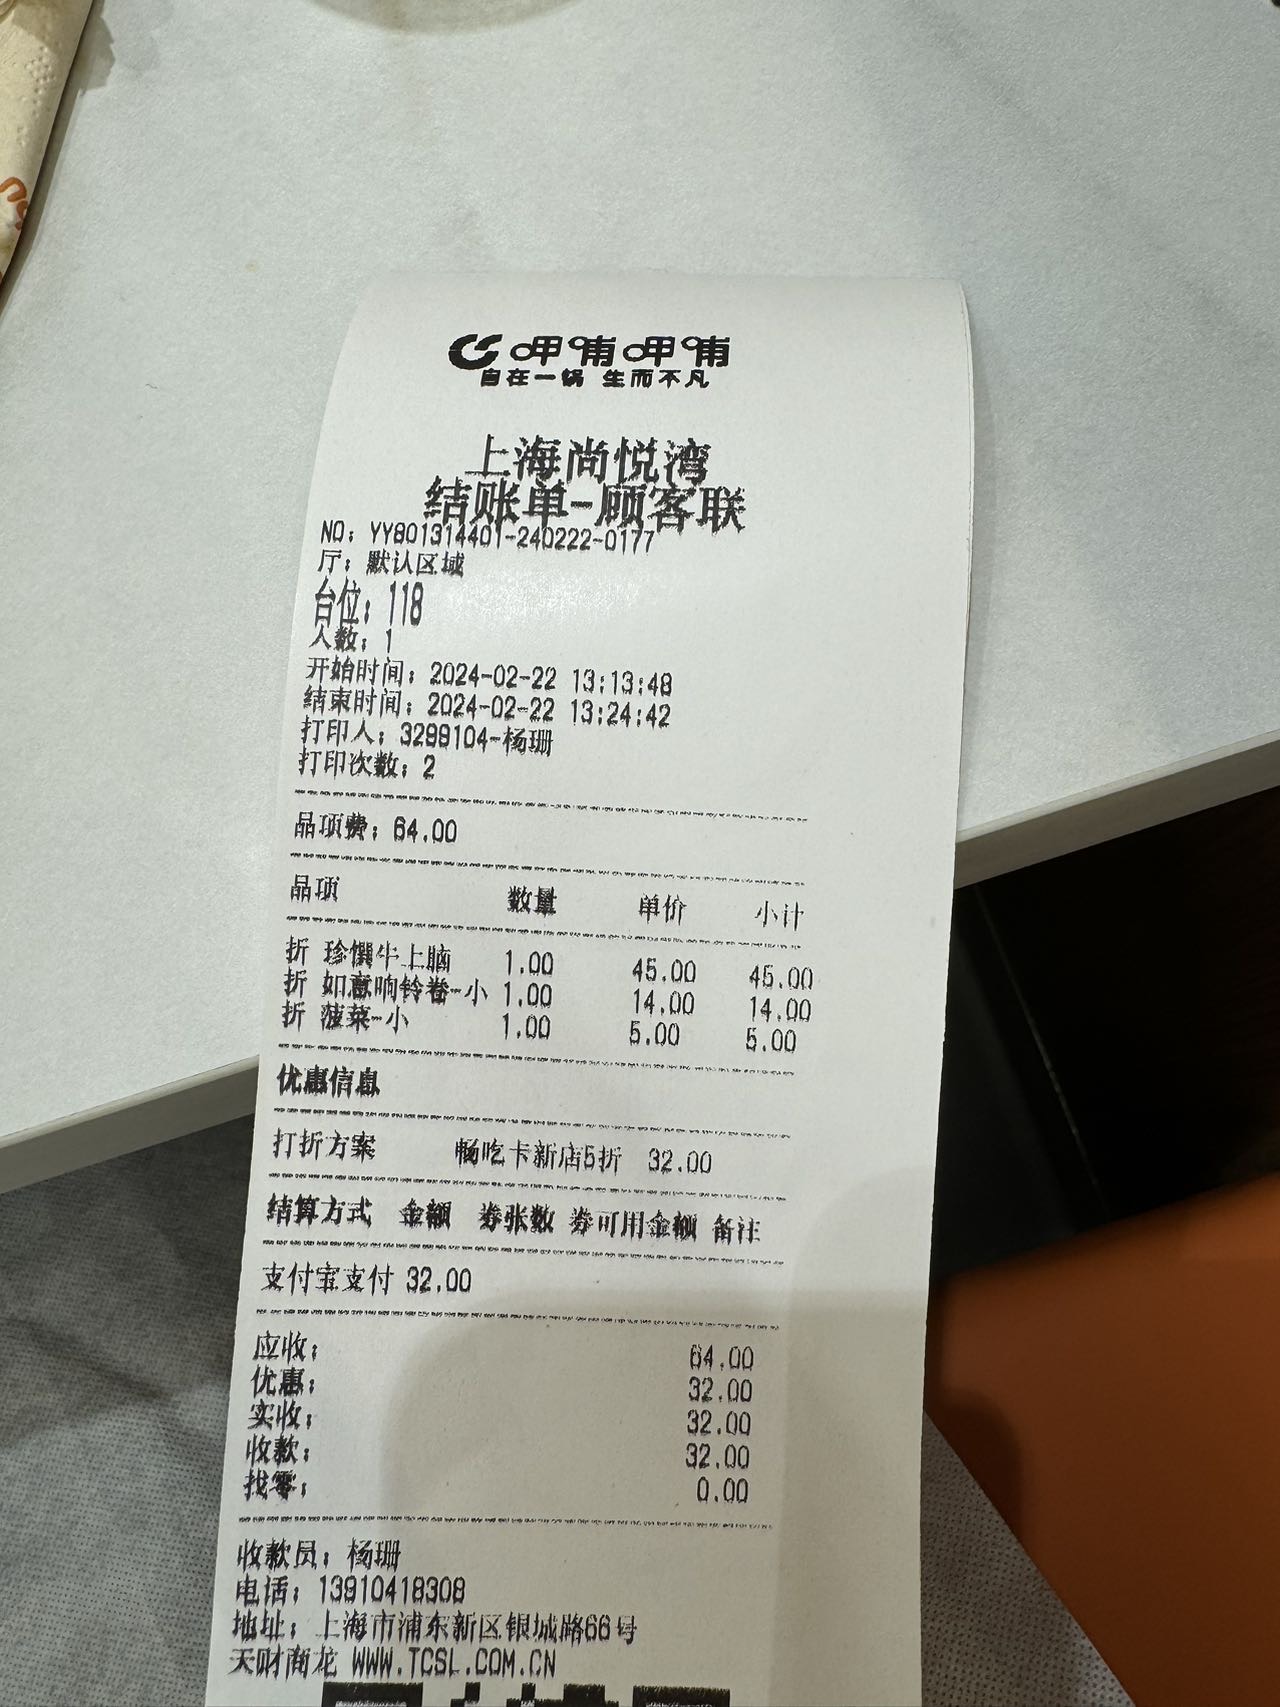 呷哺呷哺
自在一锅 生而不凡
上海尚悦湾
结账单-顾客联
NO: YY801314401-240222-0177
厅: 默认区域
台位: 118
人数: 1
开始时间: 2024-02-22 13:13:48
结束时间: 2024-02-22 13:24:42
打印人: 3299104-杨珊
打印次数: 2
品项费: 64.00
品项 数量 单价 小计
折 珍馔牛上脑 1.00 45.00 45.00
折 如意响铃卷-小 1.00 14.00 14.00
折 菠菜-小 1.00 5.00 5.00
优惠信息
打折方案 畅吃卡新店5折 32.00
结算方式 金额 券张数 券可用金额 备注
支付宝支付 32.00
应收: 64.00
优惠: 32.00
实收: 32.00
收款: 32.00
找零: 0.00
收款员: 杨珊
电话: 13910418308
地址: 上海市浦东新区银城路66号
天财商龙 WWW.TCSL.COM.CN